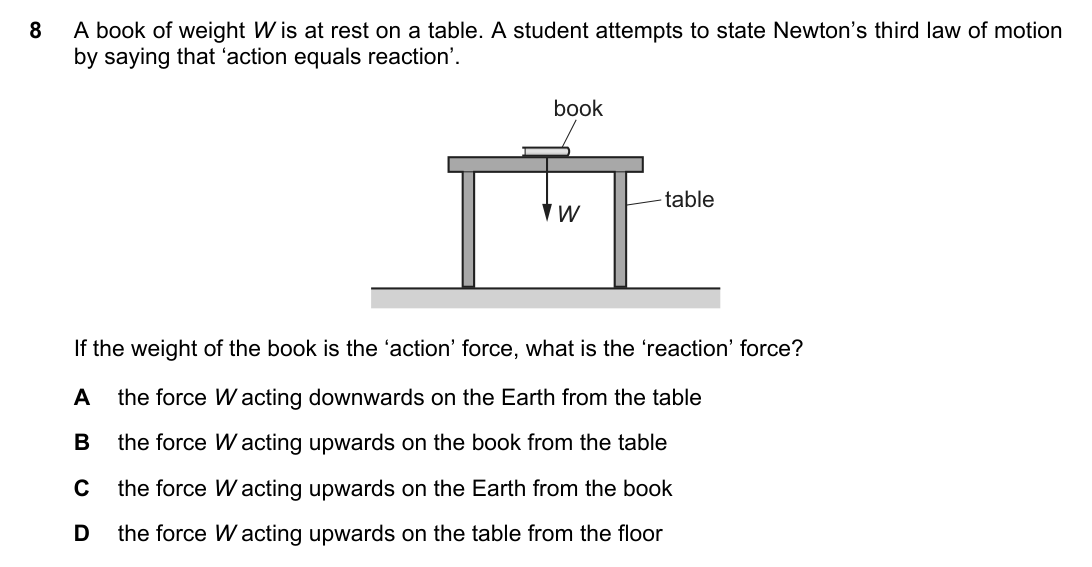 8 A book of weight W is at rest on a table. A student attempts to state Newton's third law of motion
by saying that 'action equals reaction'.
book
table
W
If the weight of the book is the 'action' force, what is the 'reaction' force?
A the force W acting downwards on the Earth from the table
B the force W acting upwards on the book from the table
C the force W acting upwards on the Earth from the book
D the force W acting upwards on the table from the floor